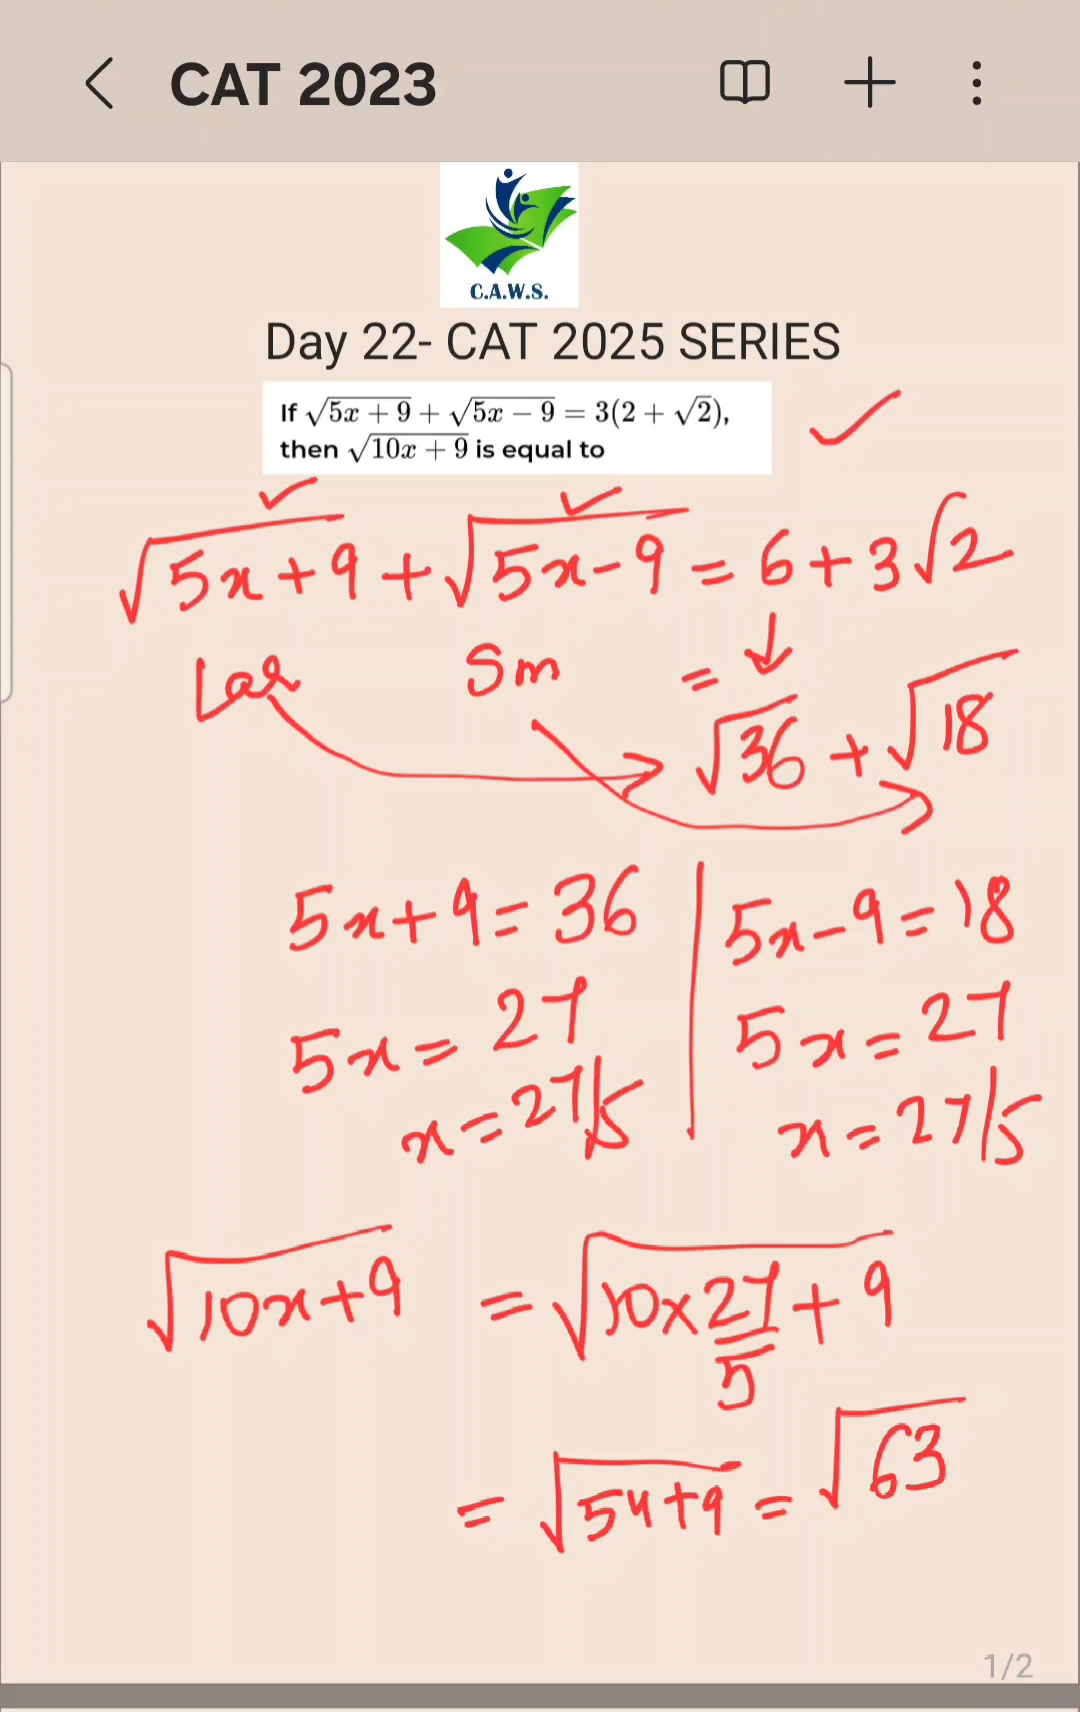 CAT 2023
C.A.W.S.
Day 22- CAT 2025 SERIES
If √5x + 9 + √5x − 9 = 3(2 + √2),
then √10x + 9 is equal to
√5x+9 + √5x-9 = 6+3√2
Lar Sm
= √36 + √18
5x+9=36 | 5x-9=18
5x=27 5x=27
x=27/5 x=27/5
√10x+9 = √10x27/5+9
= √54+9 = √63
1/2